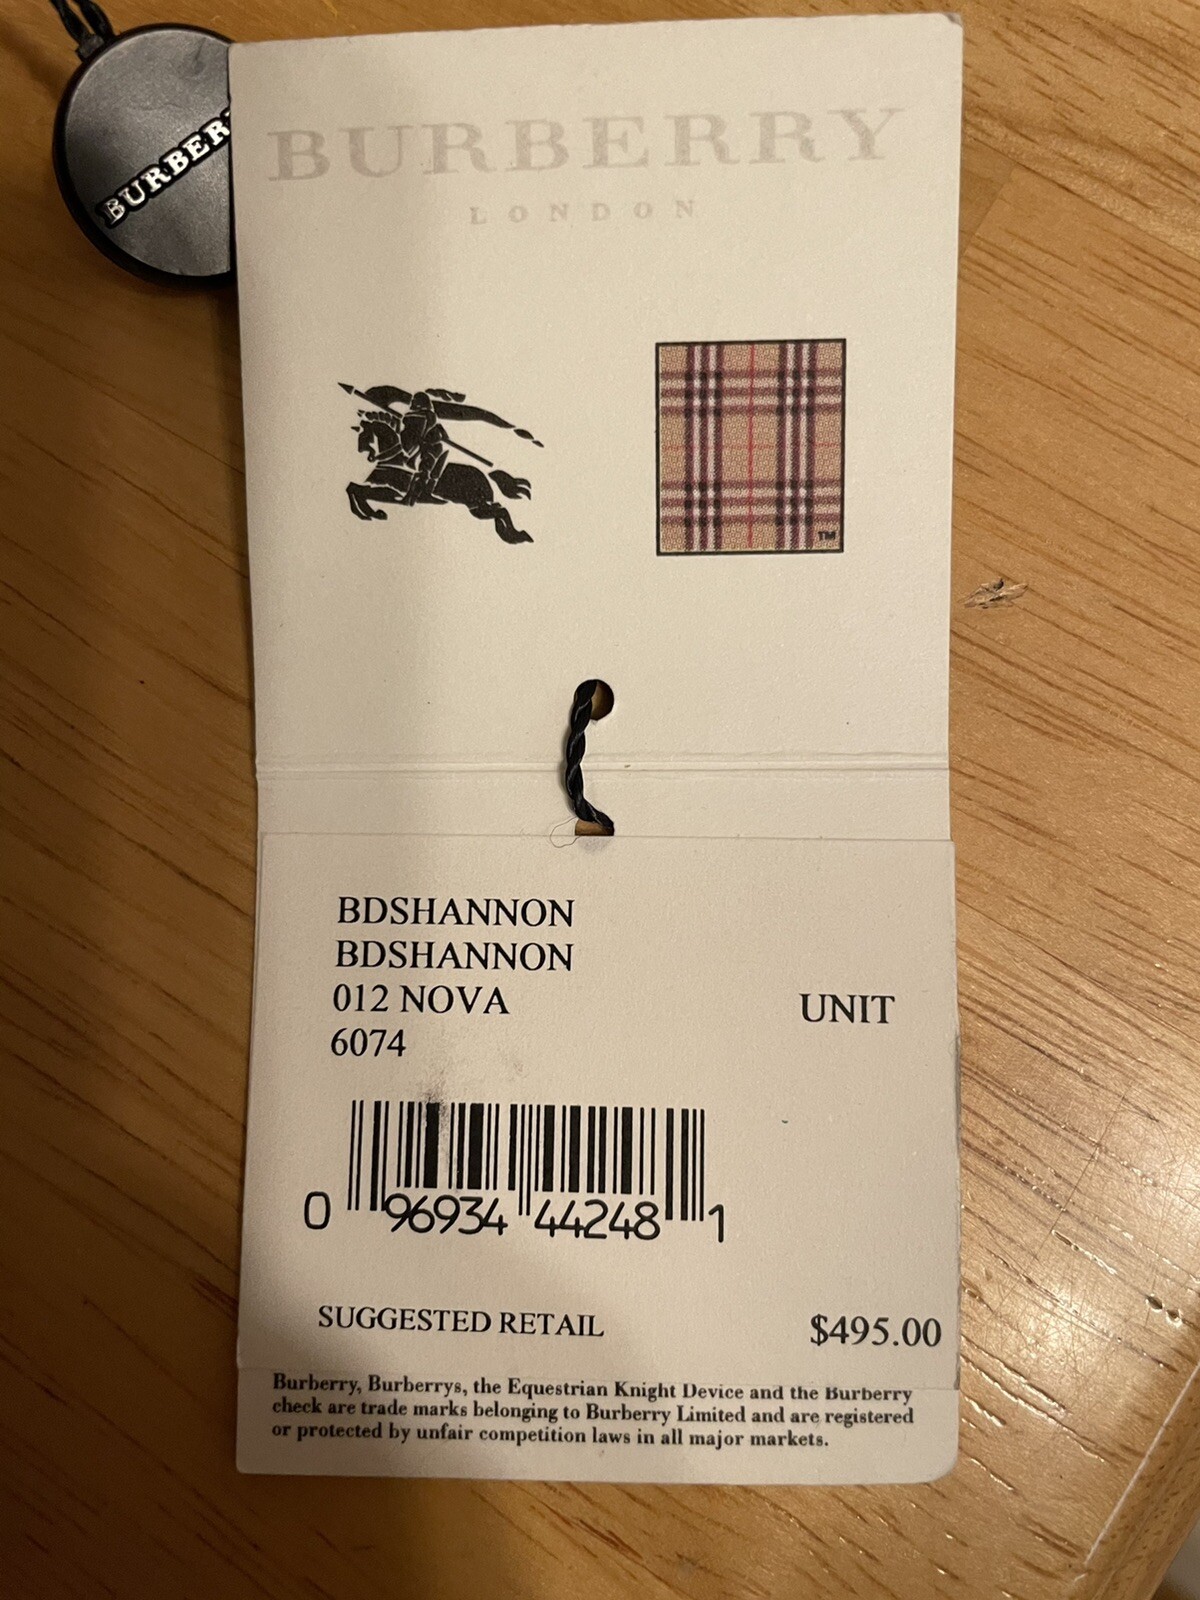 BURBERRY
BURBERRY
LONDON
TM
BDSHANNON
BDSHANNON
012 NOVA UNIT
6074
0 96934 44248 1
SUGGESTED RETAIL $495.00
Burberry, Burberrys, the Equestrian Knight Device and the Burberry
check are trade marks belonging to Burberry Limited and are registered
or protected by unfair competition laws in all major markets.